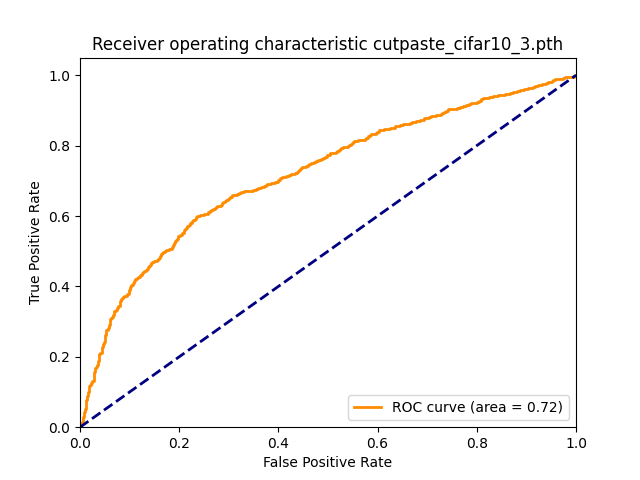 Receiver operating characteristic cutpaste_cifar10_3.pth
True Positive Rate
1.0
0.8
0.6
0.4
0.2
0.0
ROC curve (area = 0.72)
0.0 0.2 0.4 0.6 0.8 1.0
False Positive Rate